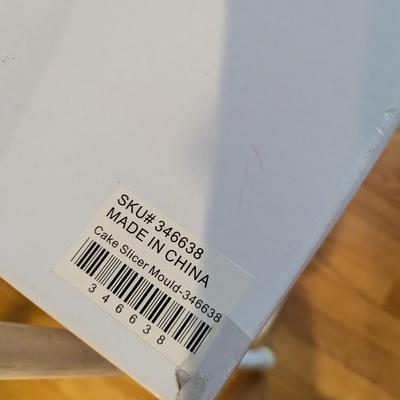 SKU# 346638
MADE IN CHINA
Cake Slicer Mould-346638
3 4 6 6 3 8